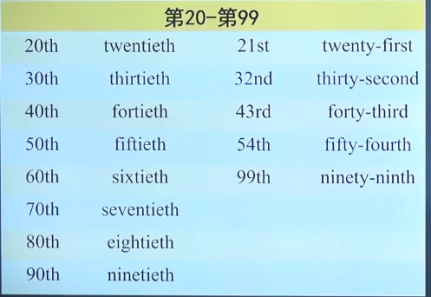 第20-第99
20th twentieth 21st twenty-first
30th thirtieth 32nd thirty-second
40th fortieth 43rd forty-third
50th fiftieth 54th fifty-fourth
60th sixtieth 99th ninety-ninth
70th seventieth
80th eightieth
90th ninetieth